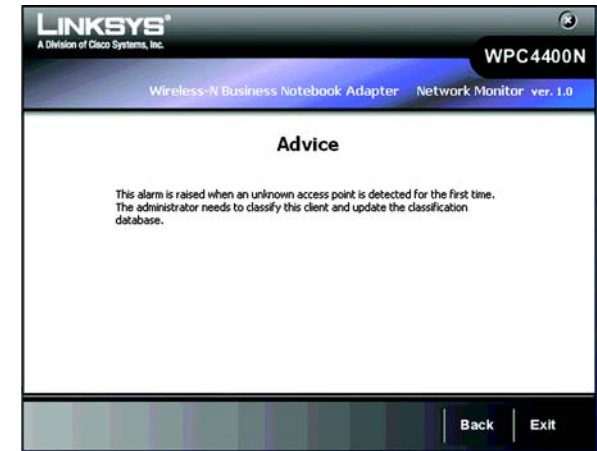 LINKSYS®
A Division of Cisco Systems, Inc.
WPC4400N
Wireless-N Business Notebook Adapter Network Monitor ver. 1.0
Advice
This alarm is raised when an unknown access point is detected for the first time.
The administrator needs to classify this client and update the classification
database.
Back Exit